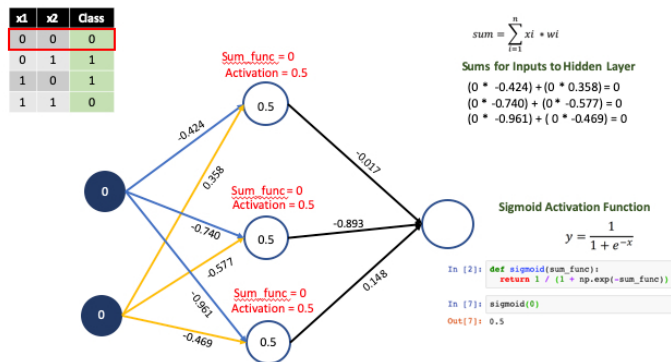 x1 x2 Class
0 0 0
0 1 1
1 0 1
1 1 0
Sum_func = 0
Activation = 0.5
0.5
-0.424
0.358
0
-0.740
-0.577
-0.961
0
-0.469
Sum_func = 0
Activation = 0.5
0.5
Sum_func = 0
Activation = 0.5
0.5
-0.017
-0.893
0.148
sum = n∑i=1 xi * wi
Sums for Inputs to Hidden Layer
(0 * -0.424) + (0 * 0.358) = 0
(0 * -0.740) + (0 * -0.577) = 0
(0 * -0.961) + ( 0 * -0.469) = 0
Sigmoid Activation Function
y = 1 / 1 + e^-x
In [2]: def sigmoid(sum_func):
return 1 / (1 + np.exp(-sum_func))
In [7]: sigmoid(0)
Out[7]: 0.5